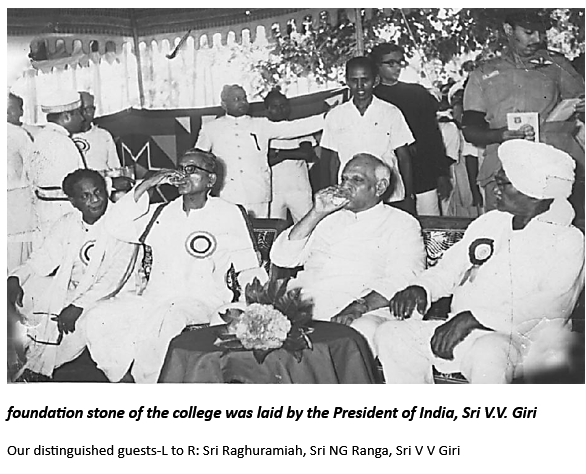 foundation stone of the college was laid by the President of India, Sri V.V. Giri
Our distinguished guests-L to R: Sri Raghuramiah, Sri NG Ranga, Sri V V Giri